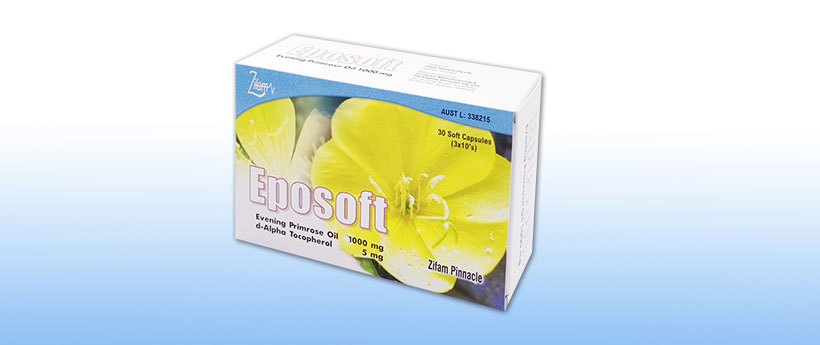 Eposoft
Evening Primrose Oil 1000 mg
Zifam
AUST L: 338215
30 Soft Capsules
(3x10's)
Eposoft
Evening Primrose Oil 1000 mg
d-Alpha Tocopherol 5 mg
Zifam Pinnacle